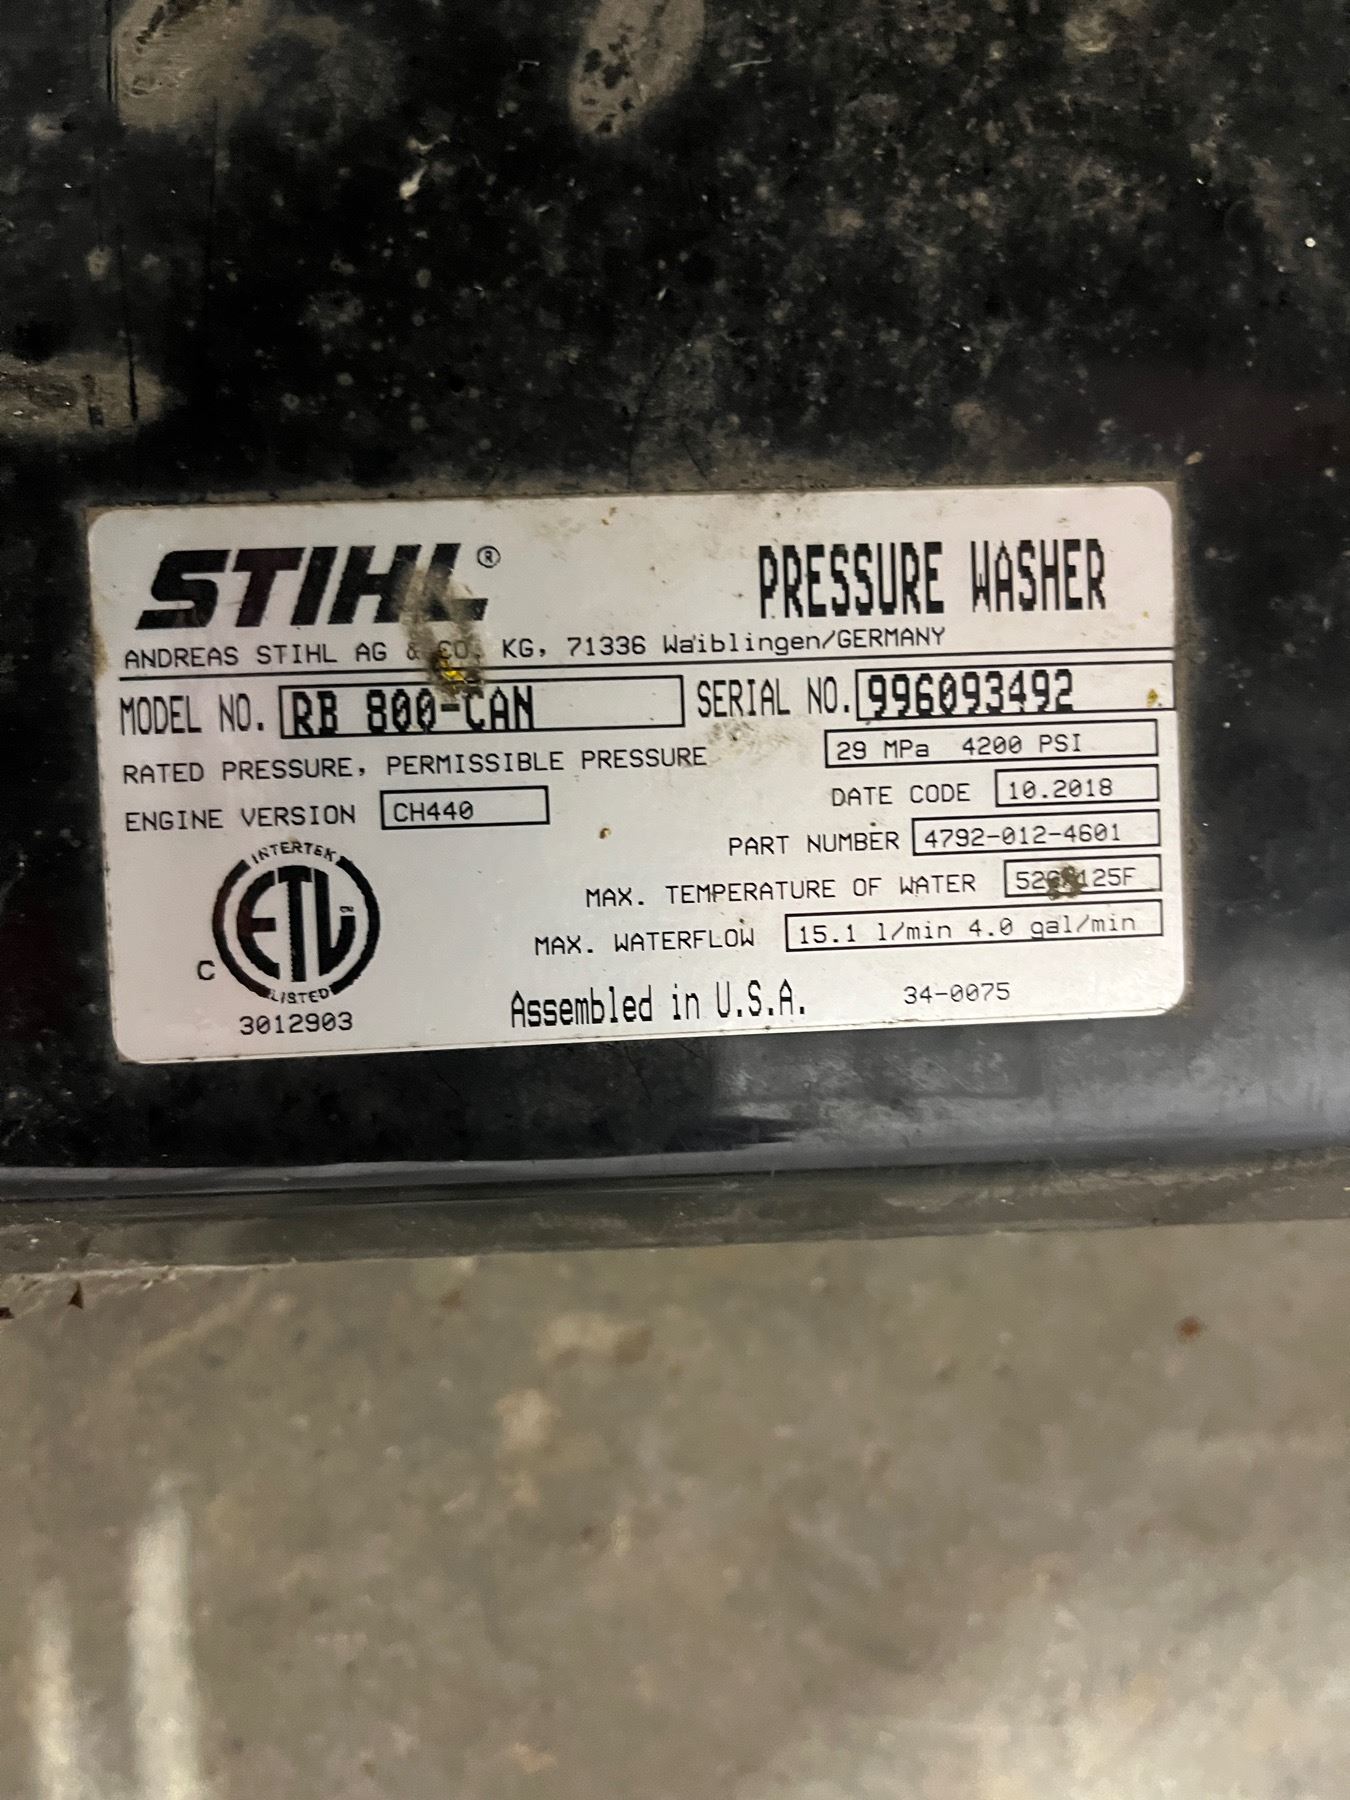 STIHL®
PRESSURE WASHER
ANDREAS STIHL AG & CO. KG, 71336 Waiblingen/GERMANY
MODEL NO. RB 800-CAN SERIAL NO. 996093492
RATED PRESSURE, PERMISSIBLE PRESSURE 29 MPa 4200 PSI
ENGINE VERSION CH440 DATE CODE 10.2018
PART NUMBER 4792-012-4601
MAX. TEMPERATURE OF WATER 125F
MAX. WATERFLOW 15.1 l/min 4.0 gal/min
INTERTEK
ETL
C
LISTED
3012903
Assembled in U.S.A. 34-0075